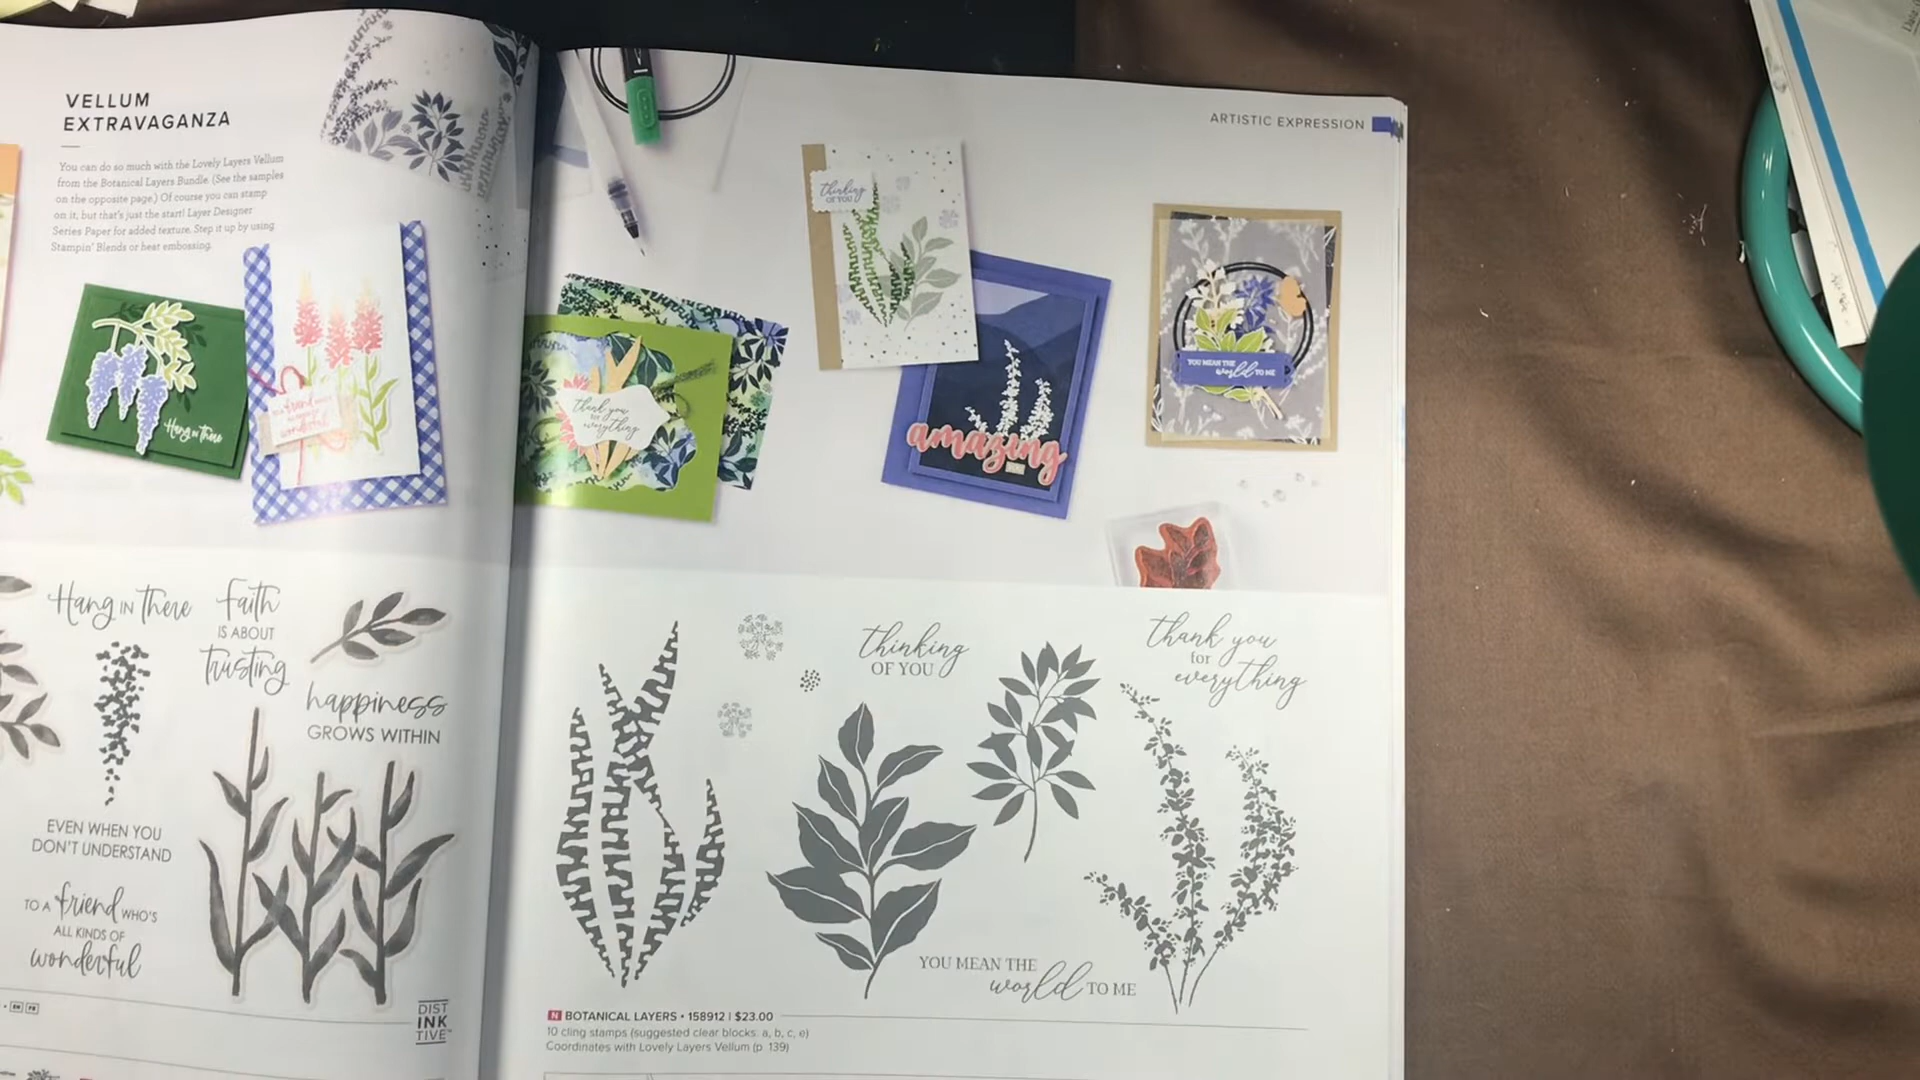 VELLUM
EXTRAVAGANZA
You can do so much with the Lovely Layers Vellum
from the Botanical Layers Bundle. (See the samples
on the opposite page.) Of course you can stamp
on it, but that's just the start! Layer Designer
Series Paper for added texture. Step it up by using
Stampin' Blends or heat embossing.
Hang IN There
friend
wonderful
Hang IN There
Faith
IS ABOUT
Trusting
happiness
GROWS WITHIN
EVEN WHEN YOU
DON'T UNDERSTAND
TO A friend WHO'S
ALL KINDS OF
wonderful
DIST
INK
TIVE™
ARTISTIC EXPRESSION
thinking
OF YOU
thank you
for
everything
amazing
YOU MEAN THE
world TO ME
thinking
OF YOU
thank you
for
everything
YOU MEAN THE
world TO ME
N BOTANICAL LAYERS • 158912 | $23.00
10 cling stamps (suggested clear blocks: a, b, c, e)
Coordinates with Lovely Layers Vellum (p. 139)